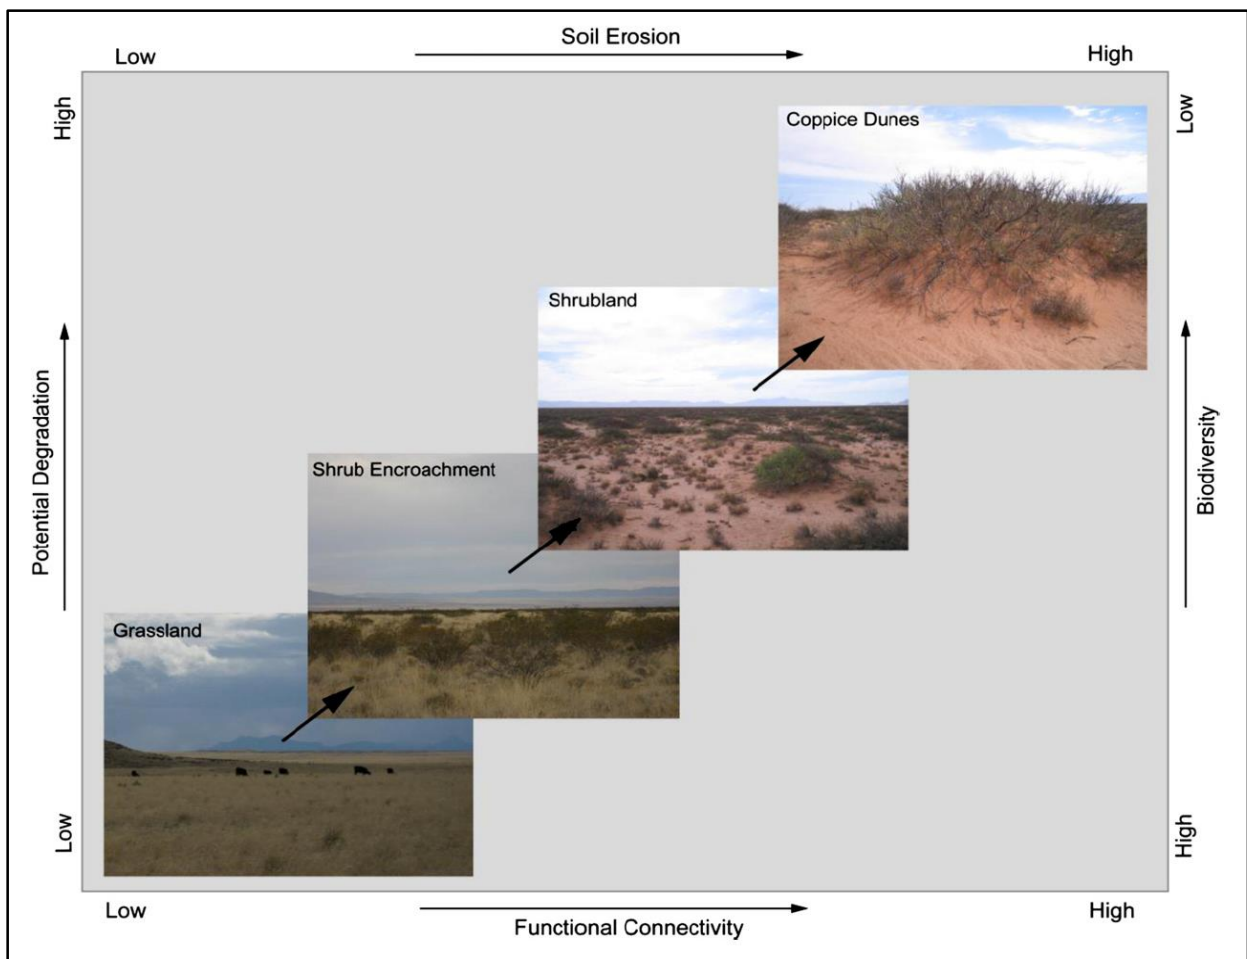 Soil Erosion
Low
High
High
Low
Coppice Dunes
Shrubland
Potential Degradation
Biodiversity
Shrub Encroachment
Grassland
Low
High
Low
High
Functional Connectivity